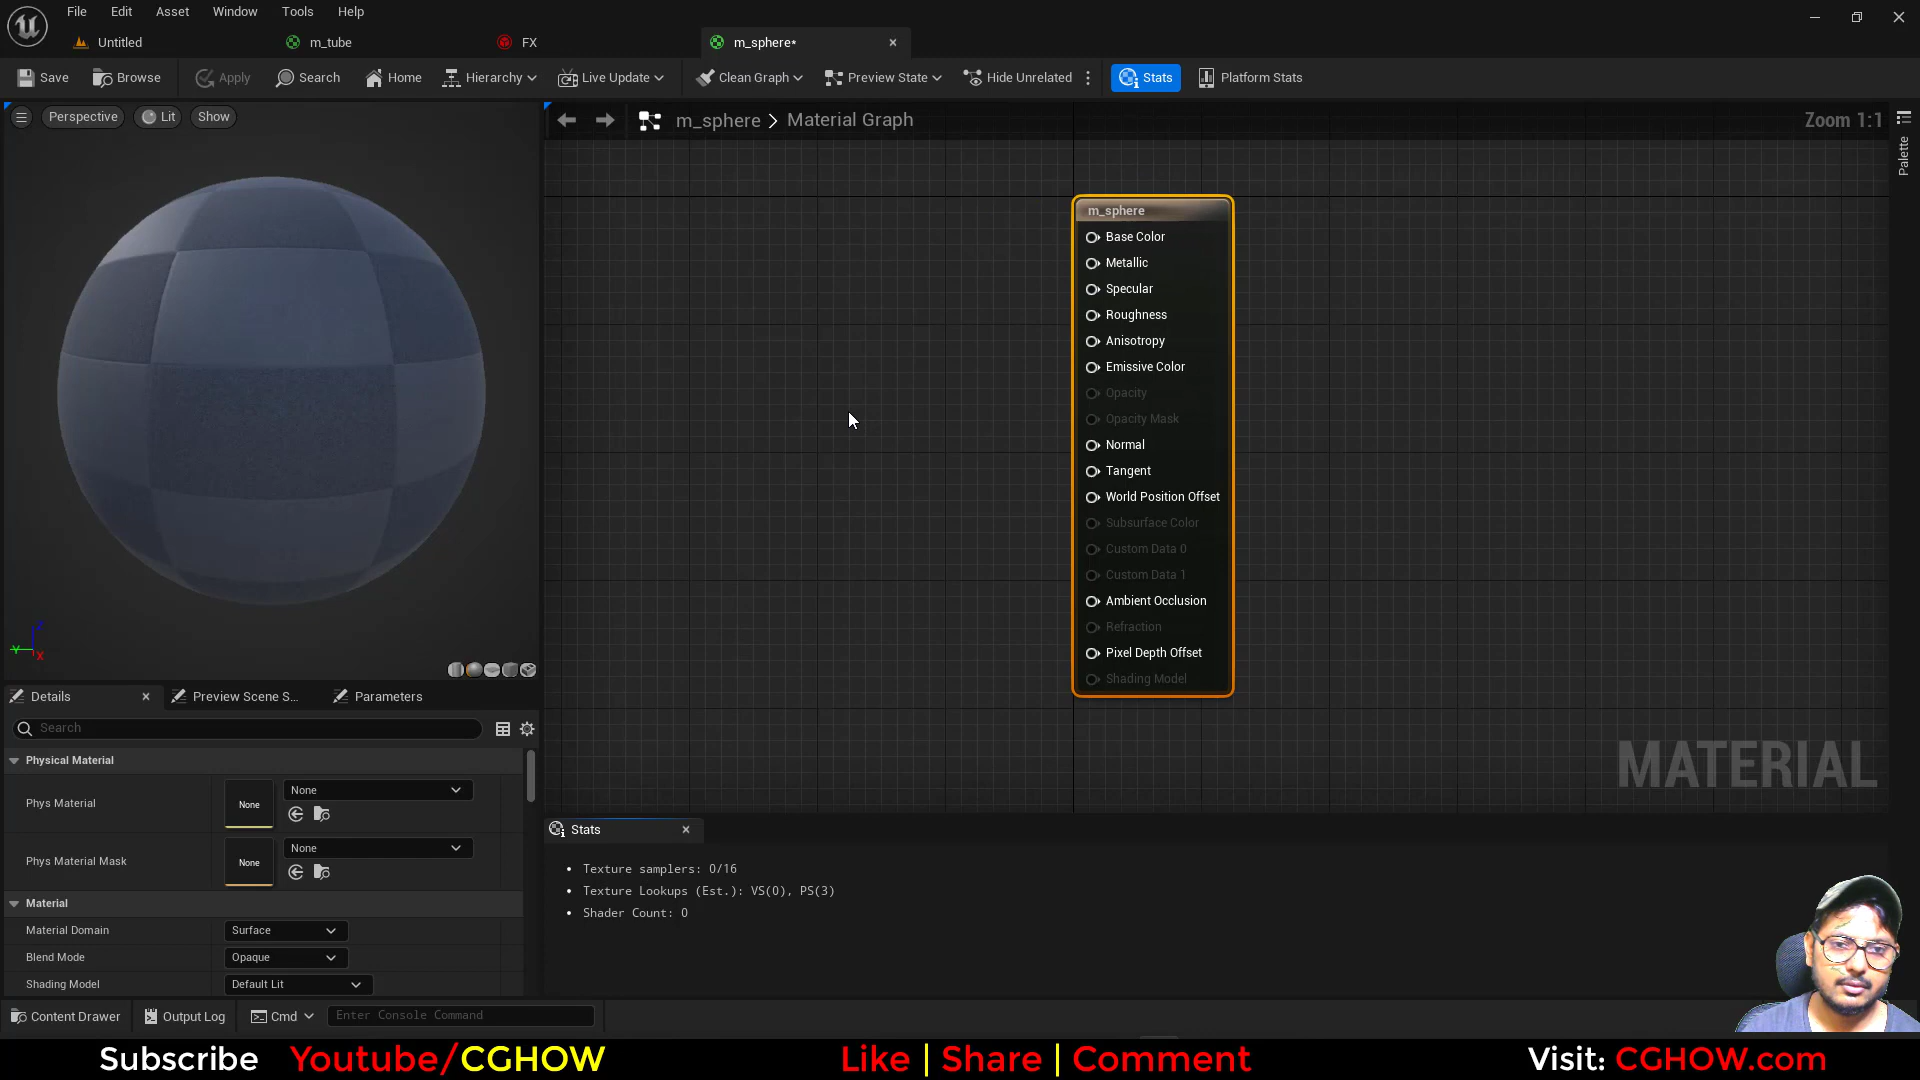 File Edit Asset Window Tools Help
Untitled m_tube FX m_sphere*
Save Browse Apply Search Home Hierarchy Live Update Clean Graph Preview State Hide Unrelated Stats Platform Stats
Perspective Lit Show
m_sphere > Material Graph
Zoom 1:1
Palette
m_sphere
Base Color
Metallic
Specular
Roughness
Anisotropy
Emissive Color
Opacity
Opacity Mask
Normal
Tangent
World Position Offset
Subsurface Color
Custom Data 0
Custom Data 1
Ambient Occlusion
Refraction
Pixel Depth Offset
Shading Model
MATERIAL
Z
Y
X
Details Preview Scene S... Parameters
Search
Physical Material
Phys Material None None
Phys Material Mask None None
Material
Material Domain Surface
Blend Mode Opaque
Shading Model Default Lit
Stats
Texture samplers: 0/16
Texture Lookups (Est.): VS(0), PS(3)
Shader Count: 0
Content Drawer Output Log Cmd Enter Console Command
Subscribe Youtube/CGHOW Like | Share | Comment Visit: CGHOW.com